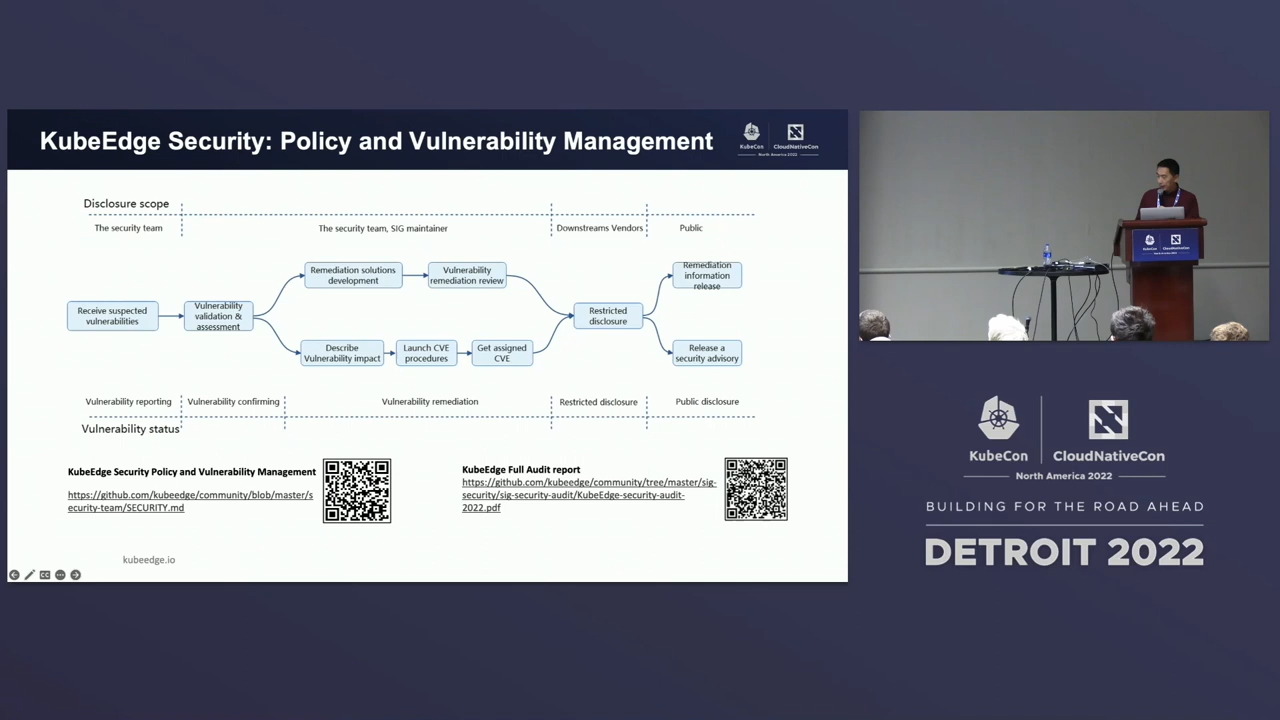 KubeEdge Security: Policy and Vulnerability Management
KubeCon
CloudNativeCon
North America 2022
Disclosure scope
The security team
The security team, SIG maintainer
Downstreams Vendors
Public
Remediation solutions
development
Vulnerability
remediation review
Remediation
information
release
Receive suspected
vulnerabilities
Vulnerability
validation &
assessment
Restricted
disclosure
Describe
Vulnerability impact
Launch CVE
procedures
Get assigned
CVE
Release a
security advisory
Vulnerability reporting
Vulnerability confirming
Vulnerability remediation
Restricted disclosure
Public disclosure
Vulnerability status
KubeEdge Security Policy and Vulnerability Management
https://github.com/kubeedge/community/blob/master/s
ecurity-team/SECURITY.md
KubeEdge Full Audit report
https://github.com/kubeedge/community/tree/master/sig-
security/sig-security-audit/KubeEdge-security-audit-
2022.pdf
kubeedge.io
CC
KubeCon
CloudNativeCon
North America 2022
BUILDING FOR THE ROAD AHEAD
DETROIT 2022